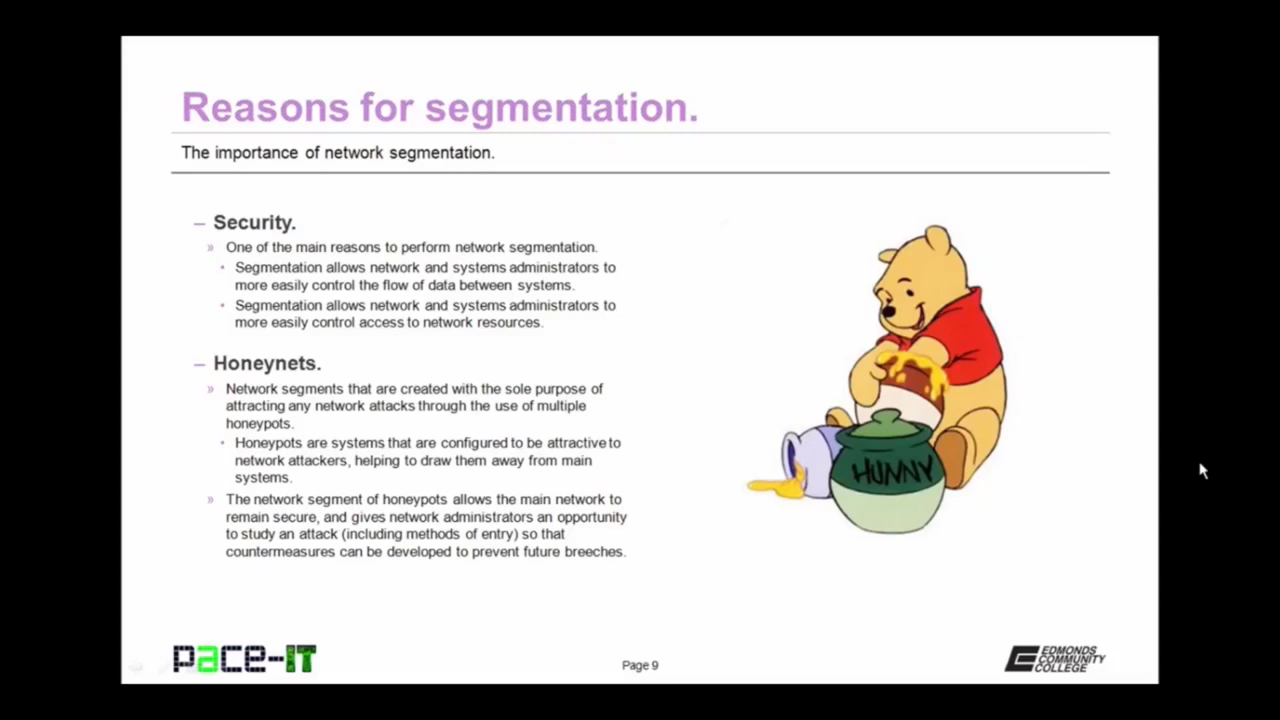 Reasons for segmentation.
The importance of network segmentation.
– Security.
» One of the main reasons to perform network segmentation.
• Segmentation allows network and systems administrators to
more easily control the flow of data between systems.
• Segmentation allows network and systems administrators to
more easily control access to network resources.
– Honeynets.
» Network segments that are created with the sole purpose of
attracting any network attacks through the use of multiple
honeypots.
• Honeypots are systems that are configured to be attractive to
network attackers, helping to draw them away from main
systems.
» The network segment of honeypots allows the main network to
remain secure, and gives network administrators an opportunity
to study an attack (including methods of entry) so that
countermeasures can be developed to prevent future breeches.
HUNNY
pace-IT
Page 9
EDMONDS
COMMUNITY
COLLEGE